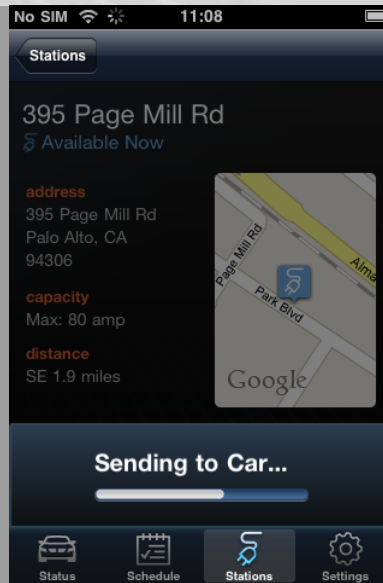 No SIM 11:08
Stations
395 Page Mill Rd
Available Now
address
395 Page Mill Rd
Palo Alto, CA
94306
capacity
Max: 80 amp
distance
SE 1.9 miles
Page Mill Rd
Alma
Park Blvd
Google
Sending to Car...
Status Schedule Stations Settings